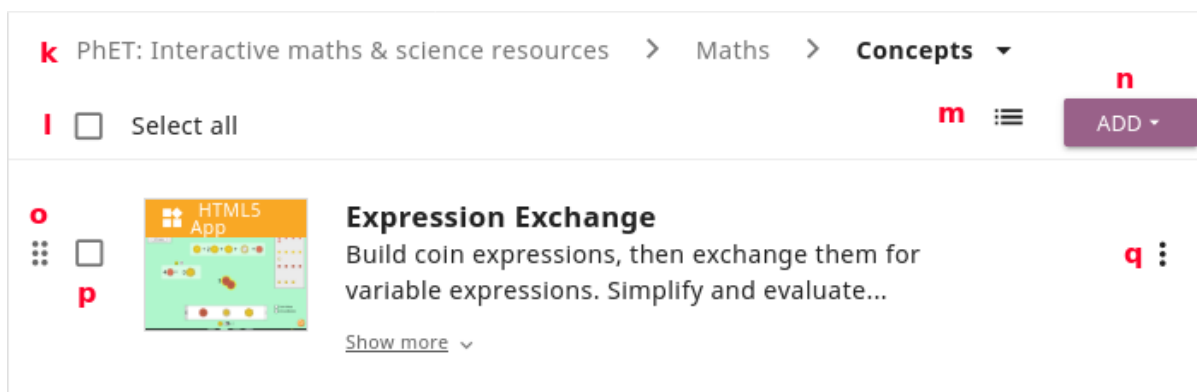 k PhET: Interactive maths & science resources > Maths > Concepts
n
l Select all
m
ADD
o
HTML5
App
p
Expression Exchange
Build coin expressions, then exchange them for
variable expressions. Simplify and evaluate...
q
Show more